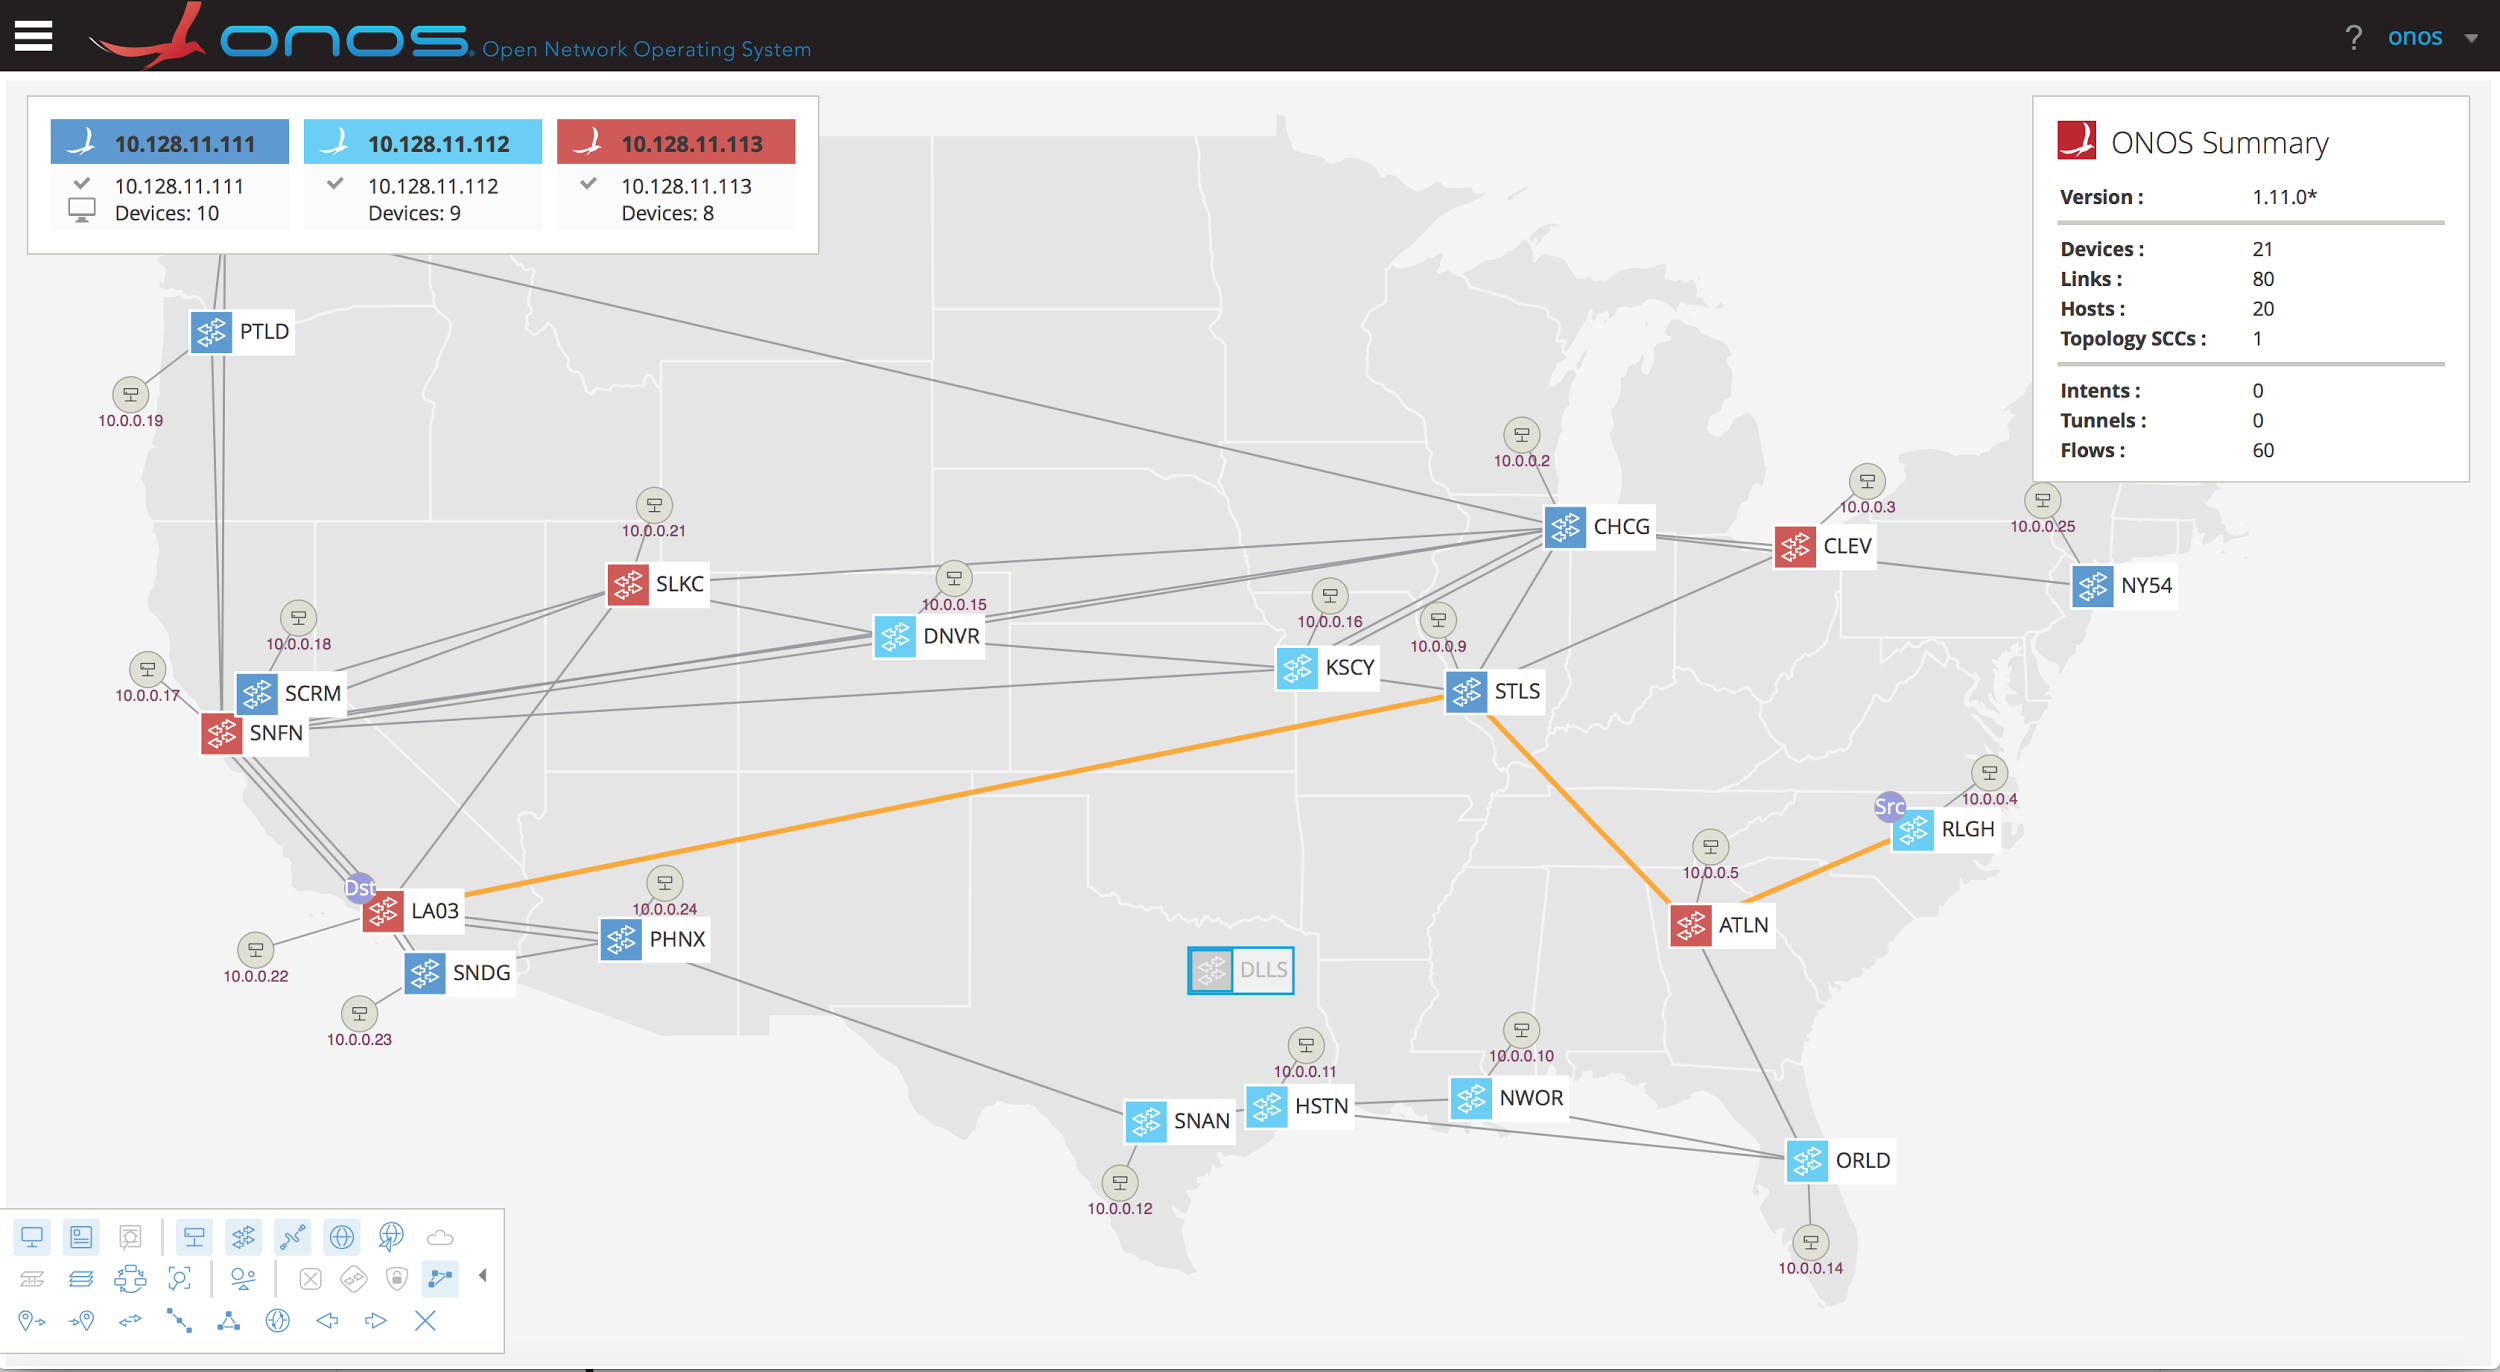 onos Open Network Operating System
? onos
10.128.11.111
10.128.11.111
Devices: 10
10.128.11.112
10.128.11.112
Devices: 9
10.128.11.113
10.128.11.113
Devices: 8
ONOS Summary
Version : 1.11.0*
Devices : 21
Links : 80
Hosts : 20
Topology SCCs : 1
Intents : 0
Tunnels : 0
Flows : 60
PTLD
10.0.0.19
10.0.0.2
10.0.0.3
10.0.0.25
10.0.0.21
CHCG
CLEV
SLKC
NY54
10.0.0.15
10.0.0.16
DNVR
10.0.0.18
10.0.0.9
KSCY
10.0.0.17
SCRM
STLS
SNFN
10.0.0.4
Src
RLGH
10.0.0.5
Dst
LA03
10.0.0.24
ATLN
PHNX
DLLS
10.0.0.22
SNDG
10.0.0.23
10.0.0.10
10.0.0.11
HSTN
NWOR
SNAN
ORLD
10.0.0.12
10.0.0.14